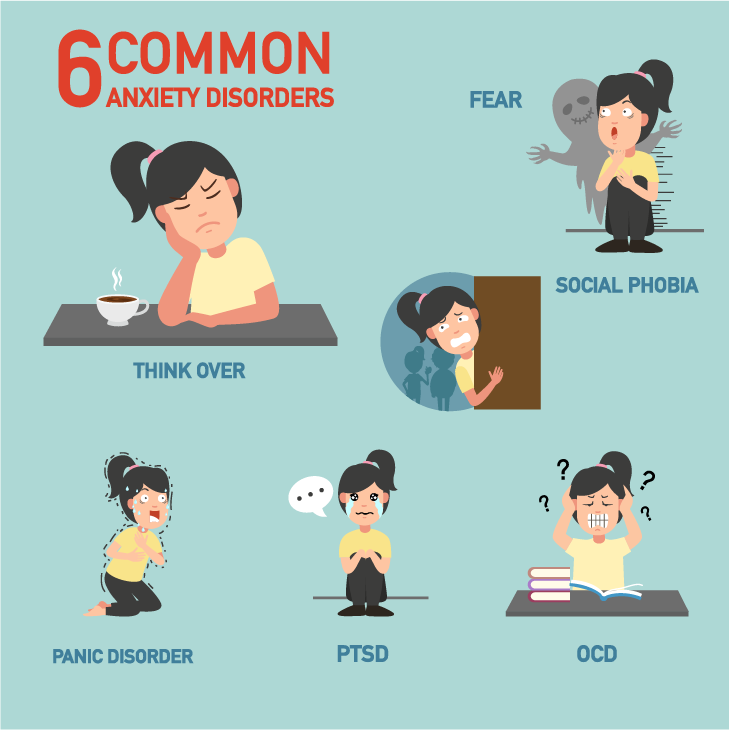 6 COMMON
ANXIETY DISORDERS
FEAR
THINK OVER
SOCIAL PHOBIA
? ? ? ?
PANIC DISORDER
PTSD
OCD